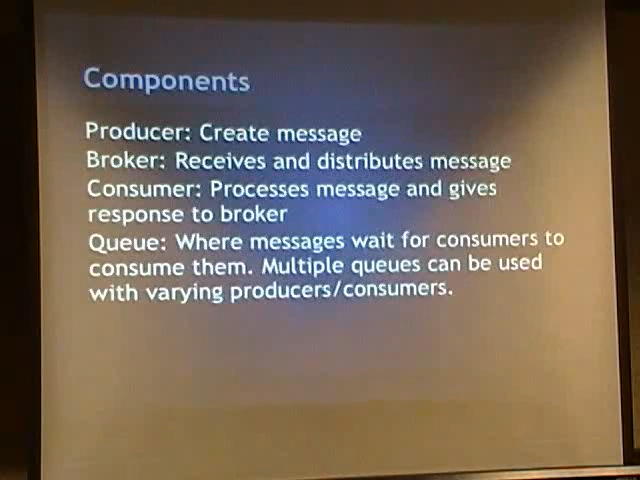 Components
Producer: Create message
Broker: Receives and distributes message
Consumer: Processes message and gives
response to broker
Queue: Where messages wait for consumers to
consume them. Multiple queues can be used
with varying producers/consumers.